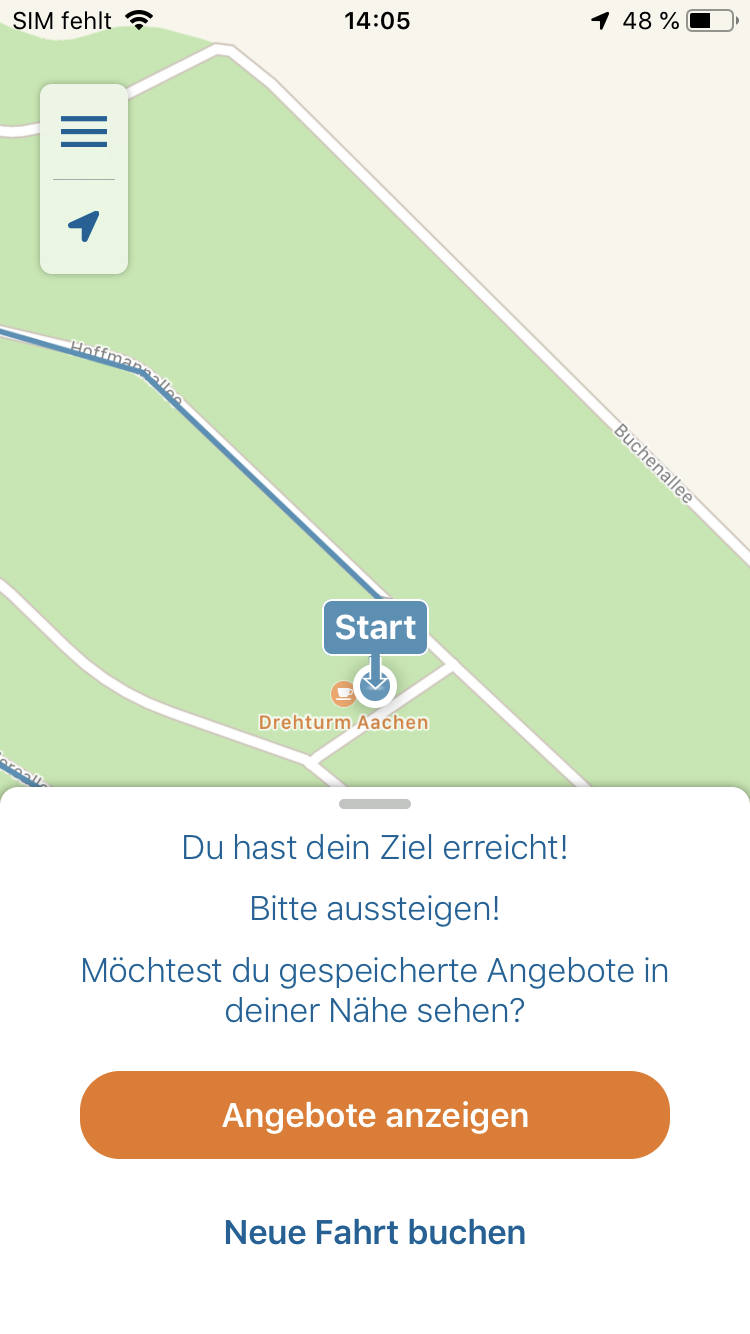 SIM fehlt 14:05 48 %
Hoffmannallee
Buchenallee
Start
Drehturm Aachen
Du hast dein Ziel erreicht!
Bitte aussteigen!
Möchtest du gespeicherte Angebote in
deiner Nähe sehen?
Angebote anzeigen
Neue Fahrt buchen